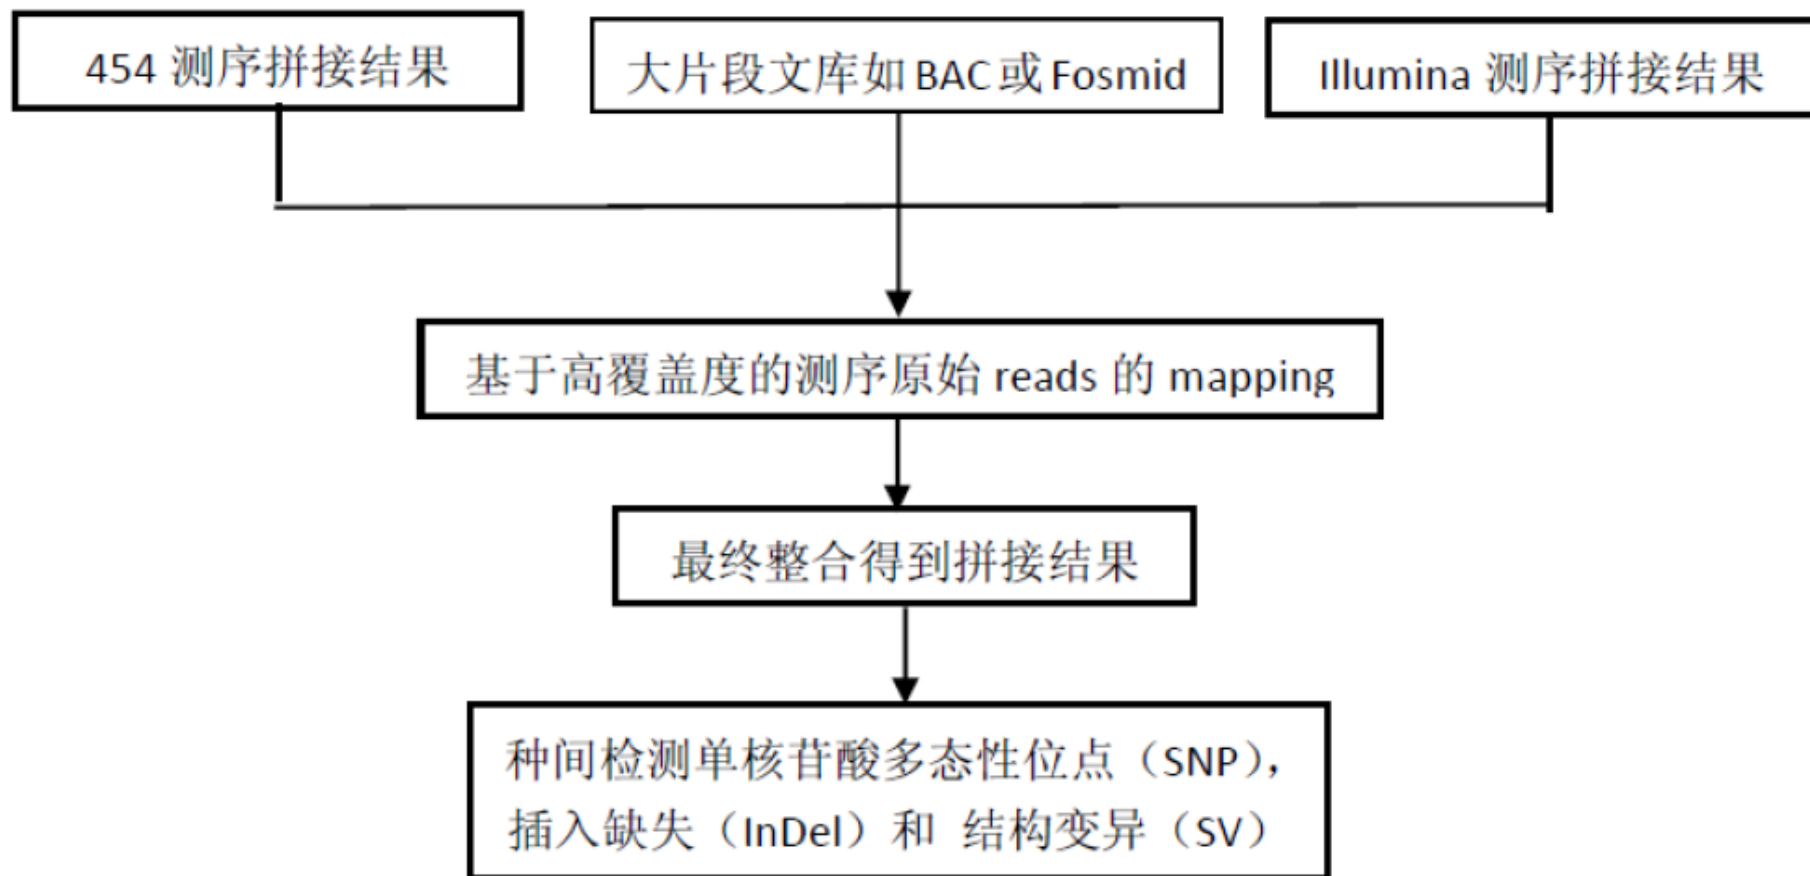 454 测序拼接结果
大片段文库如 BAC 或 Fosmid
Illumina 测序拼接结果
基于高覆盖度的测序原始 reads 的 mapping
最终整合得到拼接结果
种间检测单核苷酸多态性位点（SNP），
插入缺失（InDel）和 结构变异（SV）